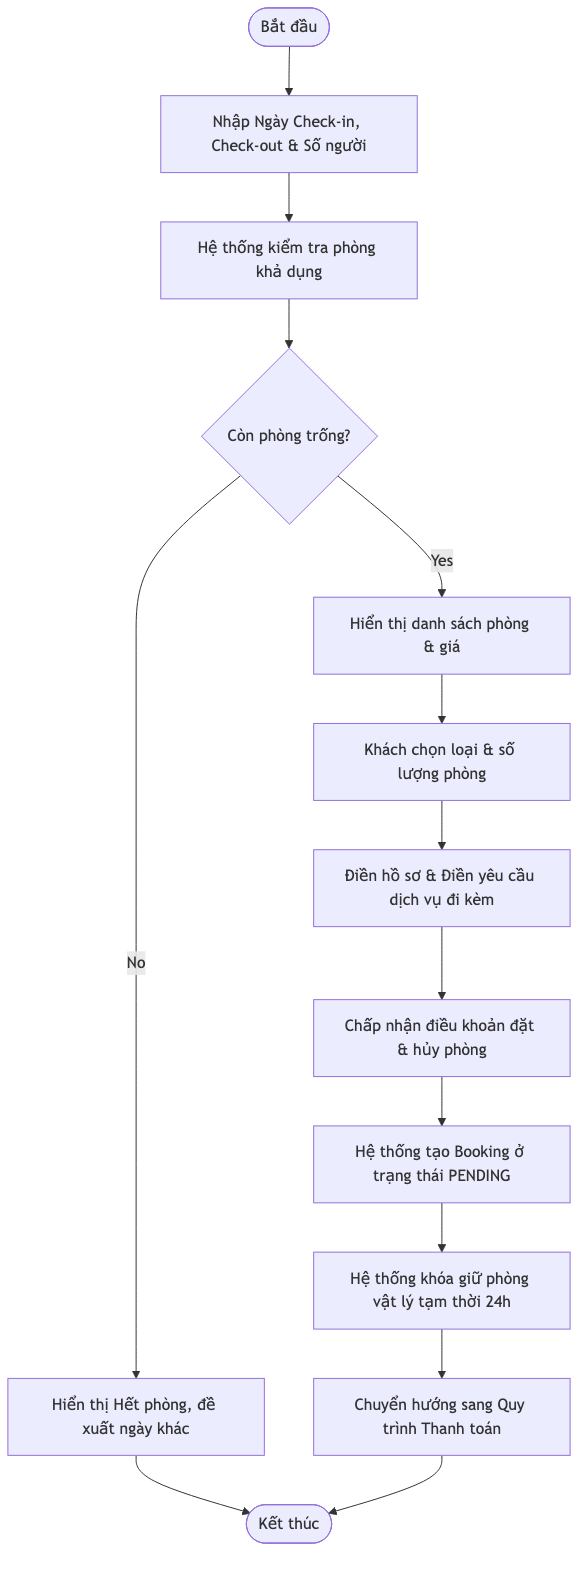 Bắt đầu
Nhập Ngày Check-in,
Check-out & Số người
Hệ thống kiểm tra phòng
khả dụng
Còn phòng trống?
Yes
Hiển thị danh sách phòng
& giá
Khách chọn loại & số
lượng phòng
Điền hồ sơ & Điền yêu cầu
dịch vụ đi kèm
No
Chấp nhận điều khoản đặt
& hủy phòng
Hệ thống tạo Booking ở
trạng thái PENDING
Hệ thống khóa giữ phòng
vật lý tạm thời 24h
Hiển thị Hết phòng, đề
xuất ngày khác
Chuyển hướng sang Quy
trình Thanh toán
Kết thúc